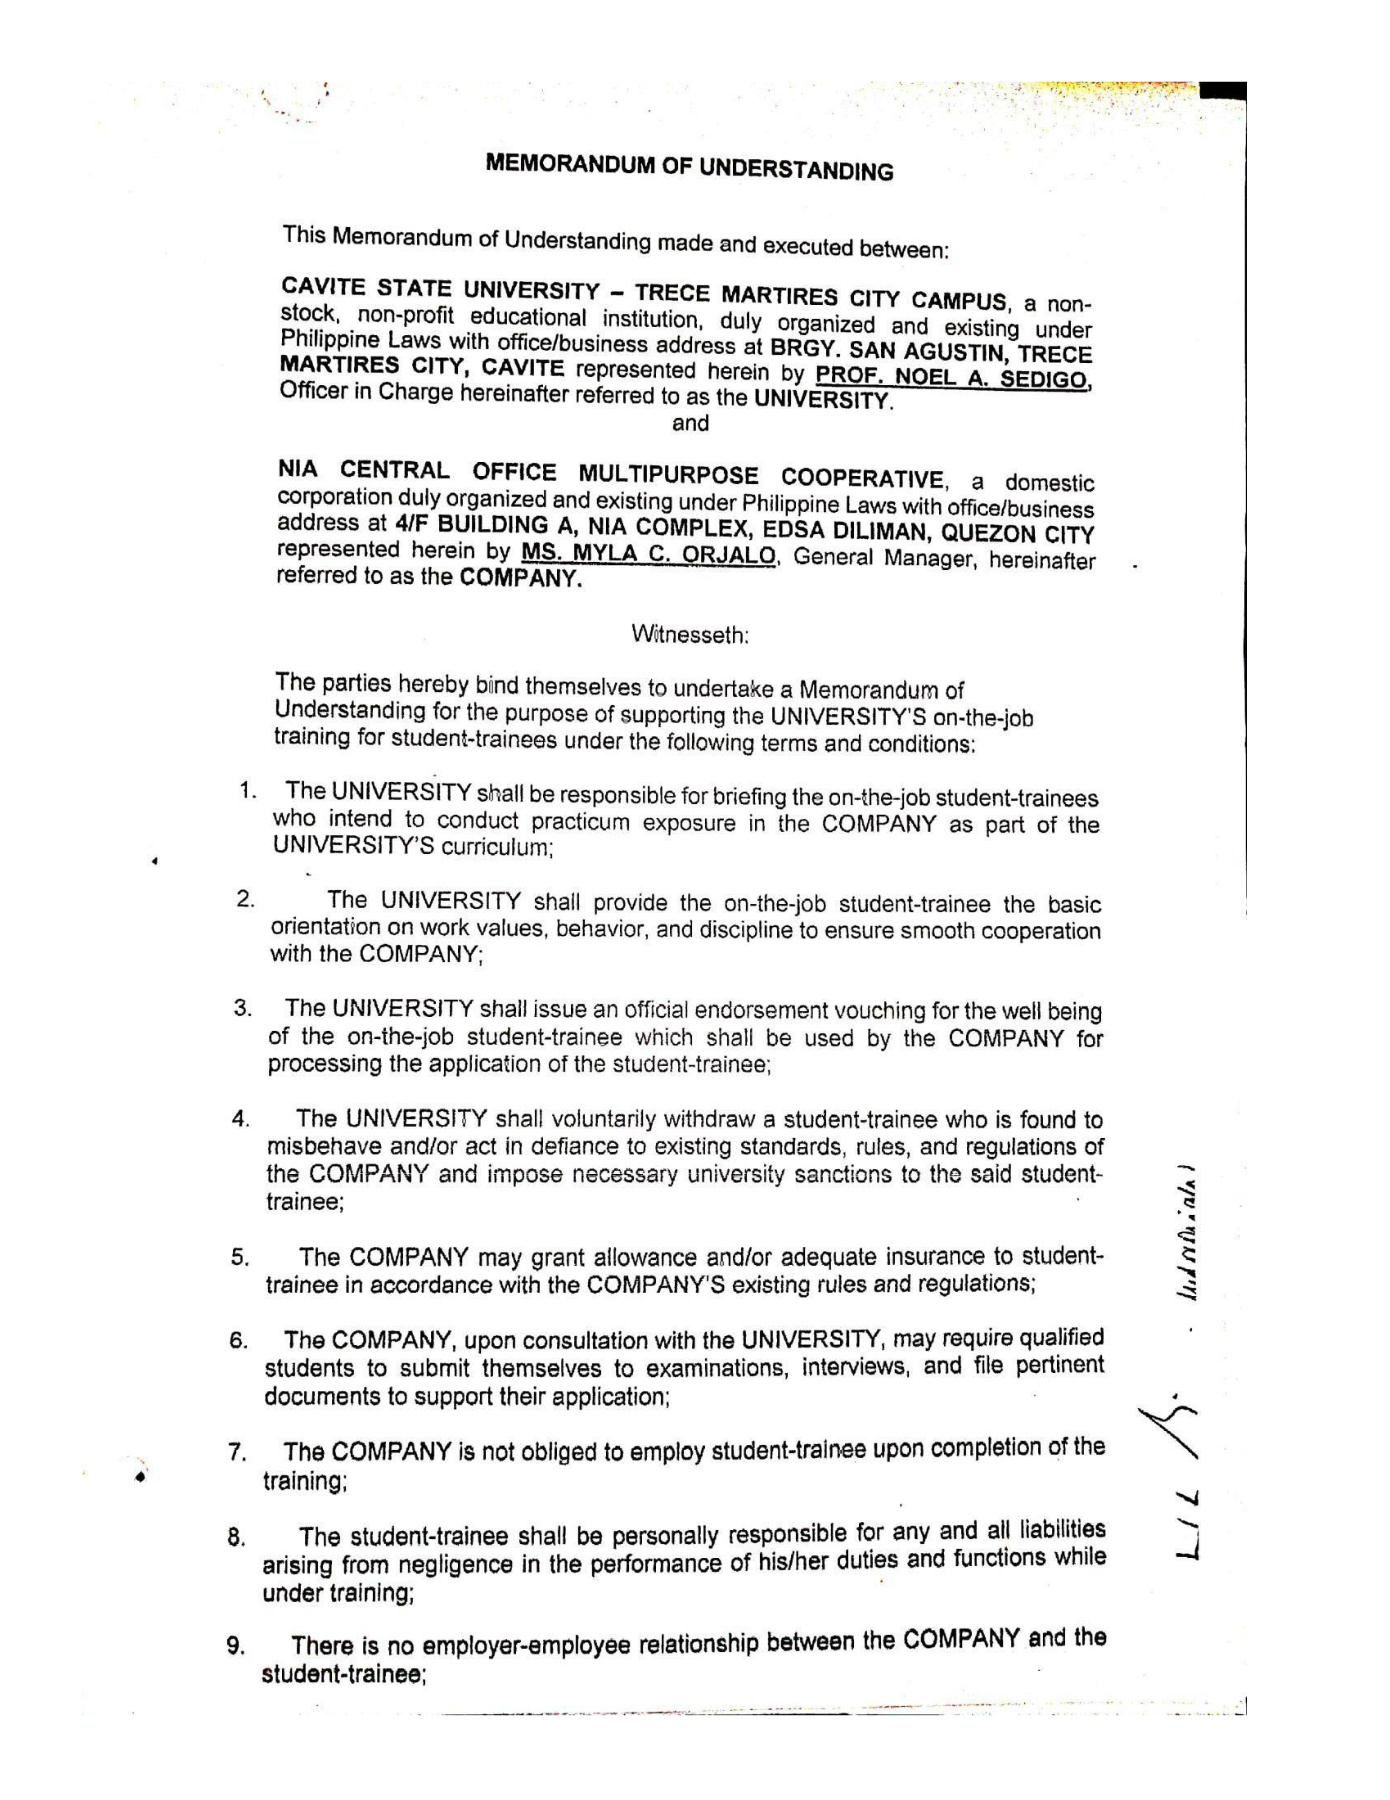 MEMORANDUM OF UNDERSTANDING
This Memorandum of Understanding made and executed between:
CAVITE STATE UNIVERSITY – TRECE MARTIRES CITY CAMPUS, a non-
stock, non-profit educational institution, duly organized and existing under
Philippine Laws with office/business address at BRGY. SAN AGUSTIN, TRECE
MARTIRES CITY, CAVITE represented herein by PROF. NOEL A. SEDIGO,
Officer in Charge hereinafter referred to as the UNIVERSITY.
and
NIA CENTRAL OFFICE MULTIPURPOSE COOPERATIVE, a domestic
corporation duly organized and existing under Philippine Laws with office/business
address at 4/F BUILDING A, NIA COMPLEX, EDSA DILIMAN, QUEZON CITY
represented herein by MS. MYLA C. ORJALO, General Manager, hereinafter
referred to as the COMPANY.
Witnesseth:
The parties hereby bind themselves to undertake a Memorandum of
Understanding for the purpose of supporting the UNIVERSITY'S on-the-job
training for student-trainees under the following terms and conditions:
1. The UNIVERSITY shall be responsible for briefing the on-the-job student-trainees
who intend to conduct practicum exposure in the COMPANY as part of the
UNIVERSITY'S curriculum;
2. The UNIVERSITY shall provide the on-the-job student-trainee the basic
orientation on work values, behavior, and discipline to ensure smooth cooperation
with the COMPANY;
3. The UNIVERSITY shall issue an official endorsement vouching for the well being
of the on-the-job student-trainee which shall be used by the COMPANY for
processing the application of the student-trainee;
4. The UNIVERSITY shall voluntarily withdraw a student-trainee who is found to
misbehave and/or act in defiance to existing standards, rules, and regulations of
the COMPANY and impose necessary university sanctions to the said student-
trainee;
5. The COMPANY may grant allowance and/or adequate insurance to student-
trainee in accordance with the COMPANY'S existing rules and regulations;
6. The COMPANY, upon consultation with the UNIVERSITY, may require qualified
students to submit themselves to examinations, interviews, and file pertinent
documents to support their application;
7. The COMPANY is not obliged to employ student-trainee upon completion of the
training;
8. The student-trainee shall be personally responsible for any and all liabilities
arising from negligence in the performance of his/her duties and functions while
under training;
9. There is no employer-employee relationship between the COMPANY and the
student-trainee;